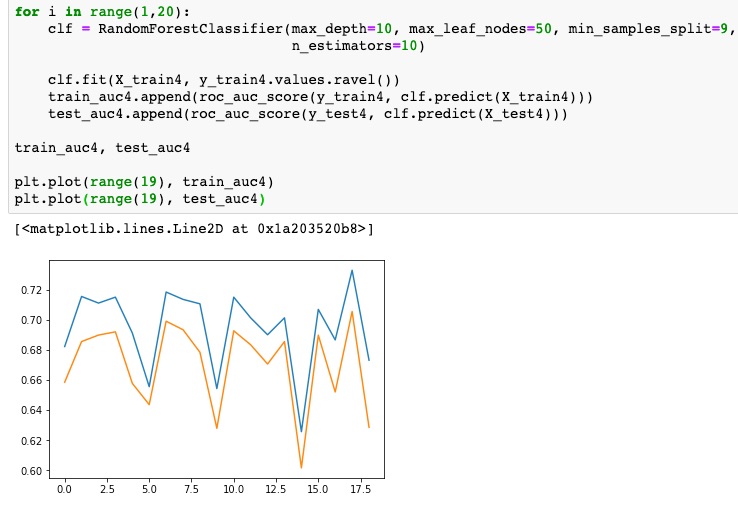 for i in range(1,20):
clf = RandomForestClassifier(max_depth=10, max_leaf_nodes=50, min_samples_split=9,
n_estimators=10)
clf.fit(X_train4, y_train4.values.ravel())
train_auc4.append(roc_auc_score(y_train4, clf.predict(X_train4)))
test_auc4.append(roc_auc_score(y_test4, clf.predict(X_test4)))
train_auc4, test_auc4
plt.plot(range(19), train_auc4)
plt.plot(range(19), test_auc4)
[<matplotlib.lines.Line2D at 0x1a203520b8>]
0.72
0.70
0.68
0.66
0.64
0.62
0.60
0.0 2.5 5.0 7.5 10.0 12.5 15.0 17.5